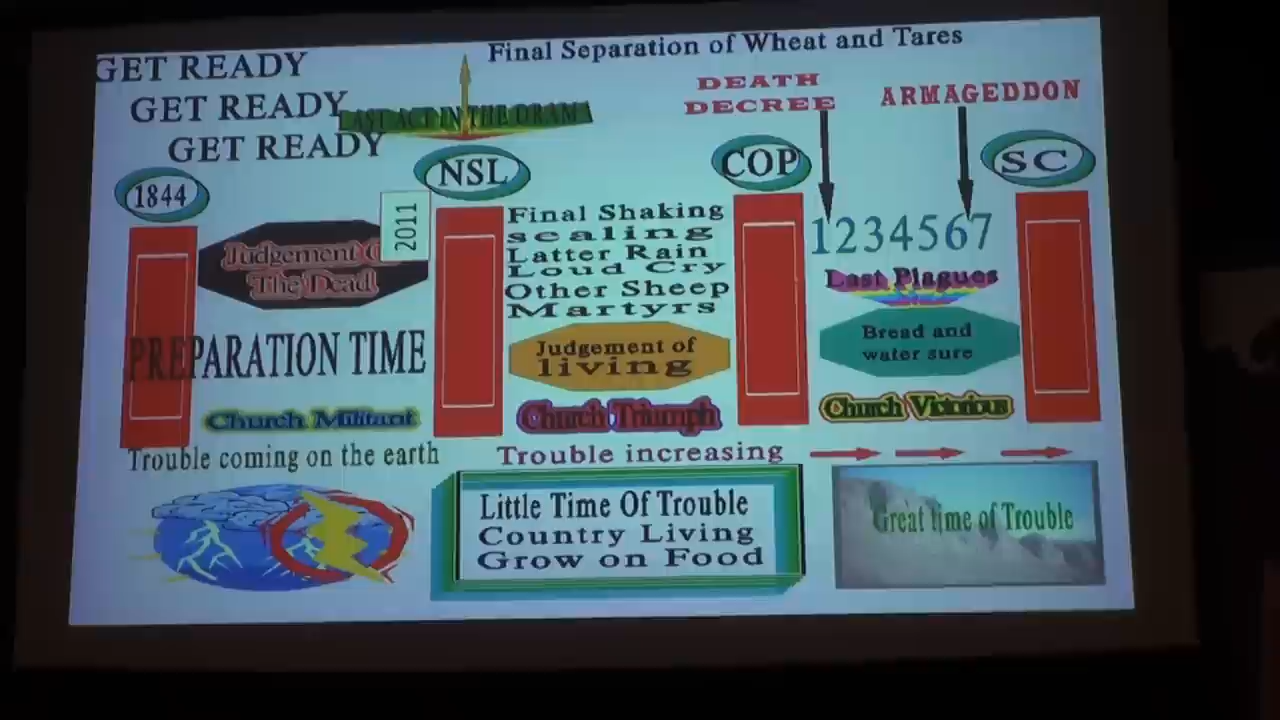 GET READY
GET READY
GET READY
Final Separation of Wheat and Tares
LAST ACT IN THE DRAMA
DEATH
DECREE
ARMAGEDDON
1844
NSL
COP
SC
2011
Judgement
The Dead
PREPARATION TIME
Church Militant
Final Shaking
sealing
Latter Rain
Loud Cry
Other Sheep
Martyrs
Judgement of
living
Church Triumph
1234567
Last Plagues
Bread and
water sure
Church Victorious
Trouble coming on the earth
Trouble increasing
Little Time Of Trouble
Country Living
Grow on Food
Great time of Trouble